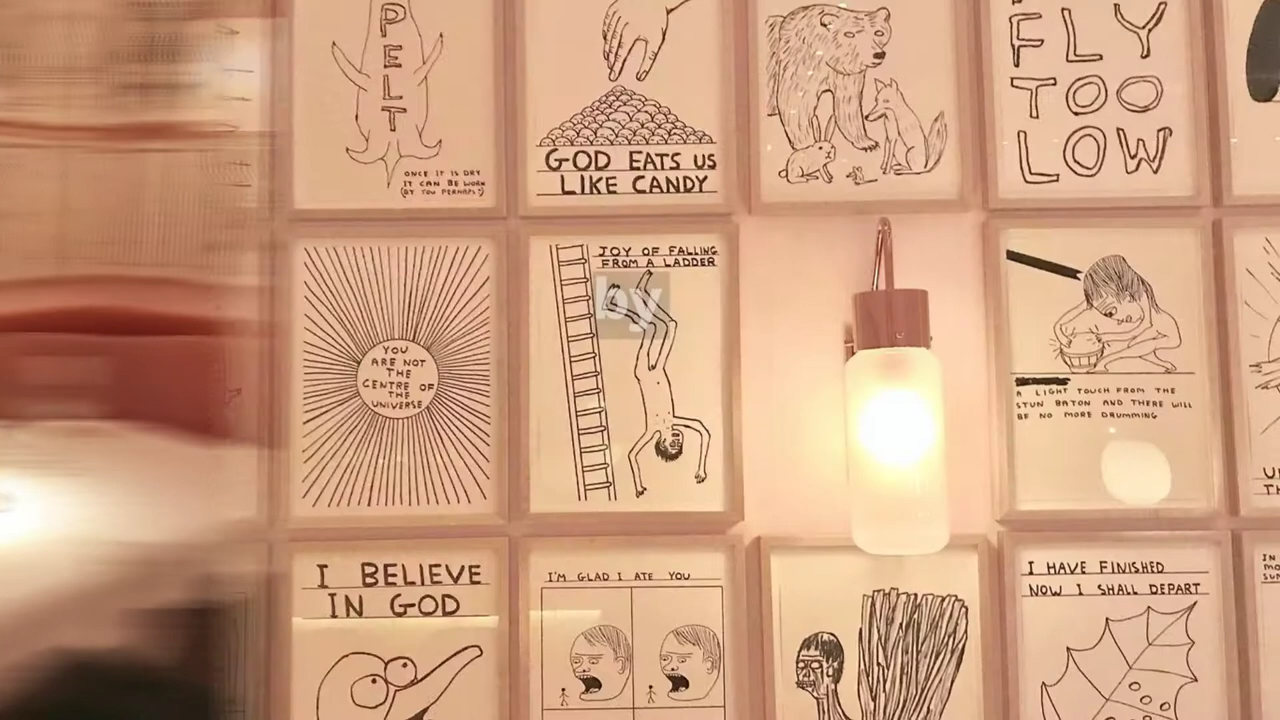 PELT
ONCE IT IS DRY
IT CAN BE WORN
(BY YOU PERHAPS?)
GOD EATS US
LIKE CANDY
FLY
TOO
LOW
YOU
ARE NOT
THE
CENTRE OF
THE
UNIVERSE
JOY OF FALLING
FROM A LADDER
by
A LIGHT TOUCH FROM THE
STUN BATON AND THERE WILL
BE NO MORE DRUMMING
I BELIEVE
IN GOD
I'M GLAD I ATE YOU
I HAVE FINISHED
NOW I SHALL DEPART
IN